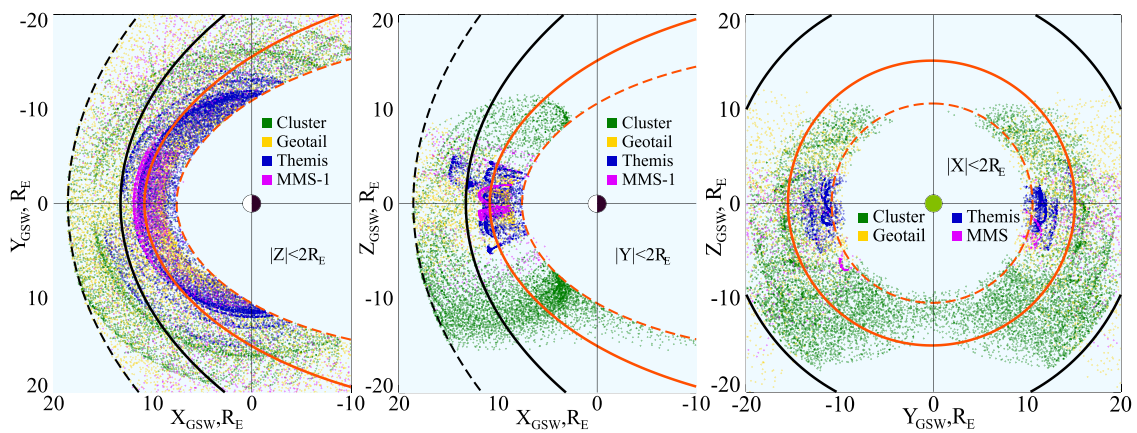 -20
-10
0
10
20
Y_GSW, R_E
20
10
0
-10
X_GSW,R_E
Cluster
Geotail
Themis
MMS-1
|Z|<2R_E
20
10
0
-10
-20
Z_GSW, R_E
20
10
0
-10
X_GSW,R_E
Cluster
Geotail
Themis
MMS-1
|Y|<2R_E
20
10
0
-10
-20
Z_GSW, R_E
-20
-10
0
10
20
Y_GSW,R_E
|X|<2R_E
Cluster
Geotail
Themis
MMS